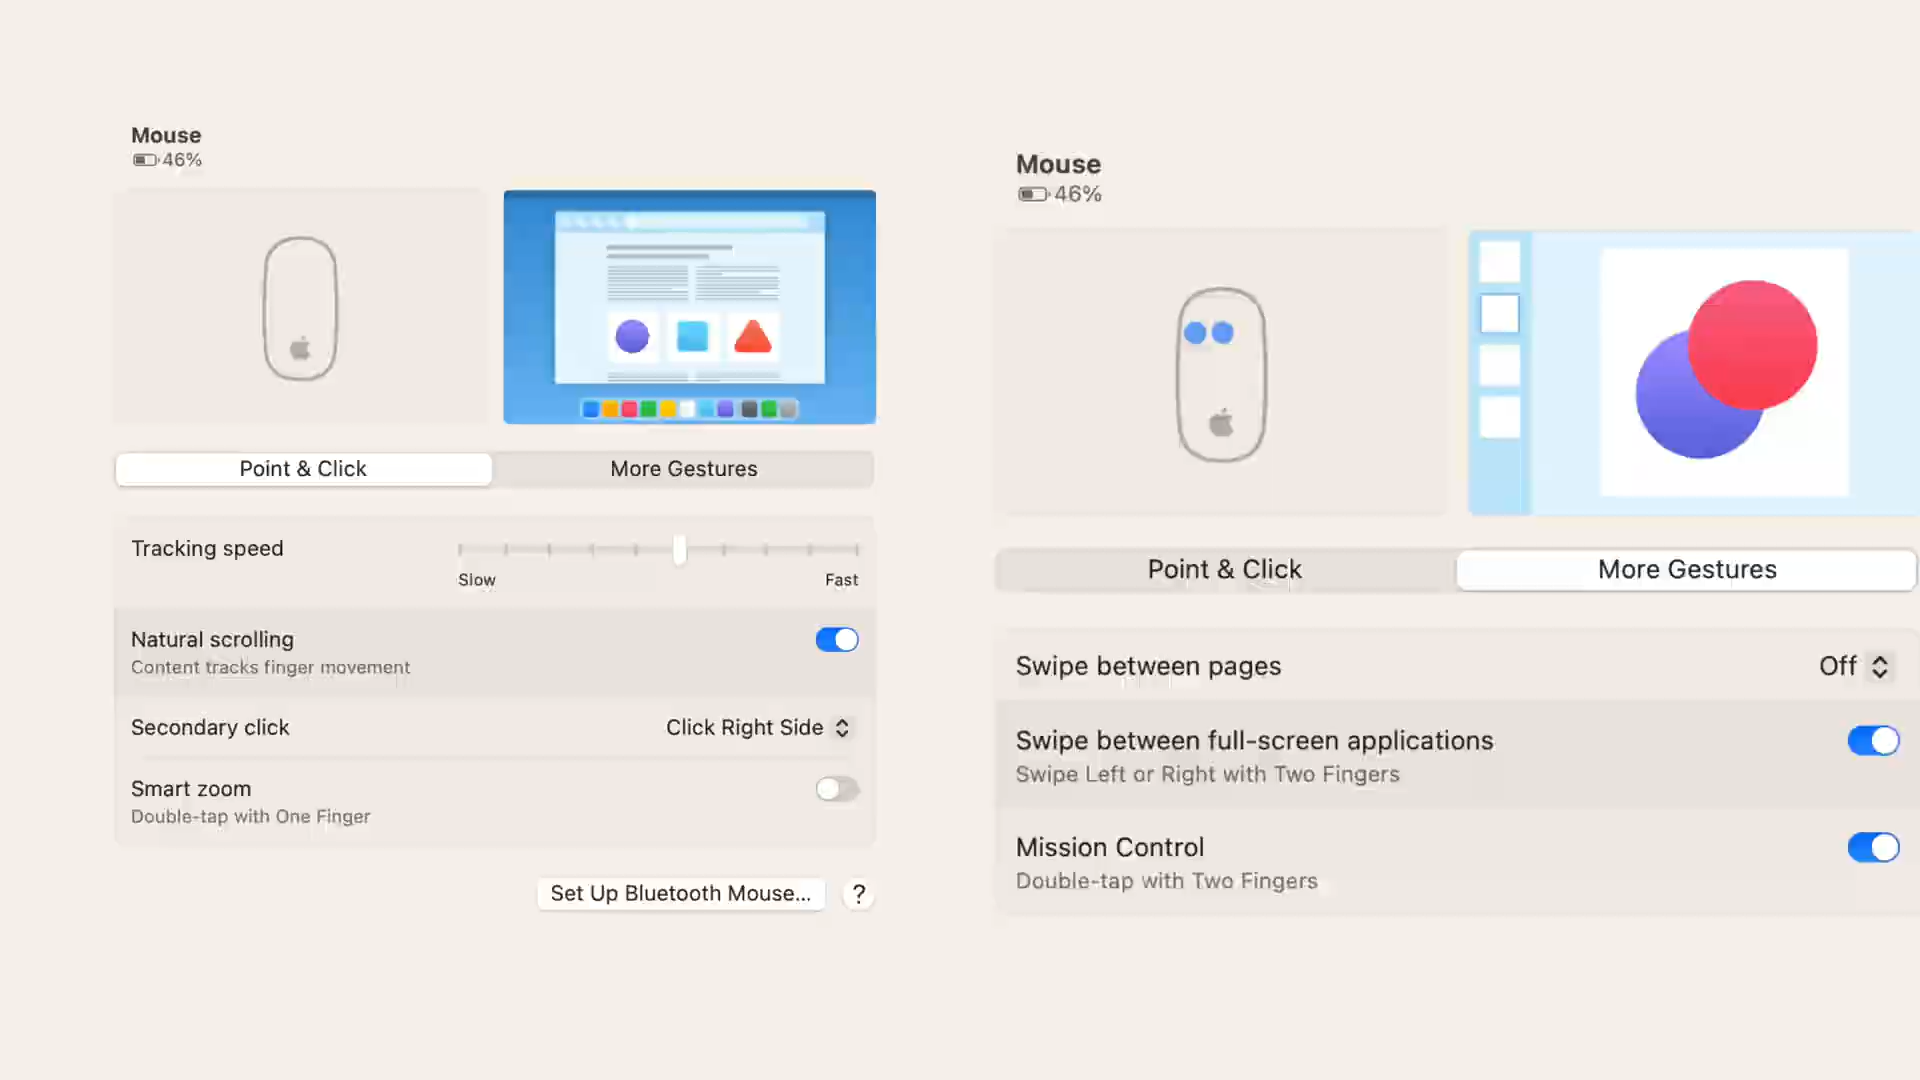 Mouse
46%
Point & Click
More Gestures
Tracking speed
Slow
Fast
Natural scrolling
Content tracks finger movement
Secondary click
Click Right Side
Smart zoom
Double-tap with One Finger
Set Up Bluetooth Mouse...
?
Mouse
46%
Point & Click
More Gestures
Swipe between pages
Off
Swipe between full-screen applications
Swipe Left or Right with Two Fingers
Mission Control
Double-tap with Two Fingers